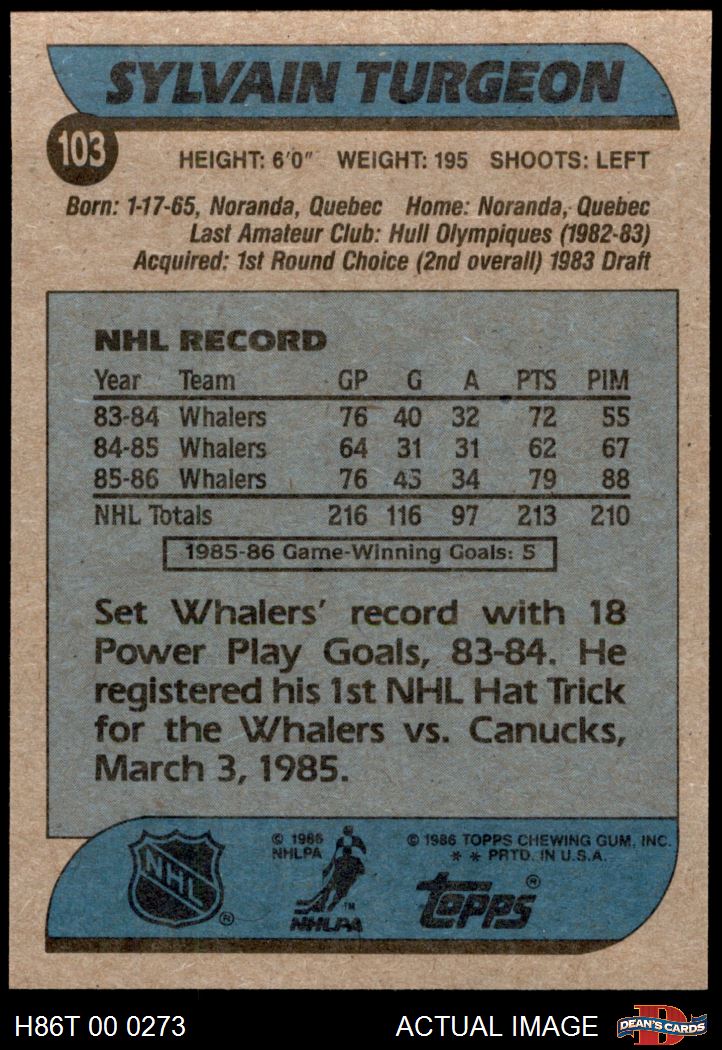 SYLVAIN TURGEON
103
HEIGHT: 6'0" WEIGHT: 195 SHOOTS: LEFT
Born: 1-17-65, Noranda, Quebec Home: Noranda, Quebec
Last Amateur Club: Hull Olympiques (1982-83)
Acquired: 1st Round Choice (2nd overall) 1983 Draft
NHL RECORD
Year Team GP G A PTS PIM
83-84 Whalers 76 40 32 72 55
84-85 Whalers 64 31 31 62 67
85-86 Whalers 76 45 34 79 88
NHL Totals 216 116 97 213 210
1985-86 Game-Winning Goals: 5
Set Whalers' record with 18
Power Play Goals, 83-84. He
registered his 1st NHL Hat Trick
for the Whalers vs. Canucks,
March 3, 1985.
NHL ®
© 1986
NHLPA
TM
NHLPA
© 1986 TOPPS CHEWING GUM, INC.
* * PRTD. IN U.S.A.
topps ®
H86T 00 0273 ACTUAL IMAGE
D
DEAN'S CARDS